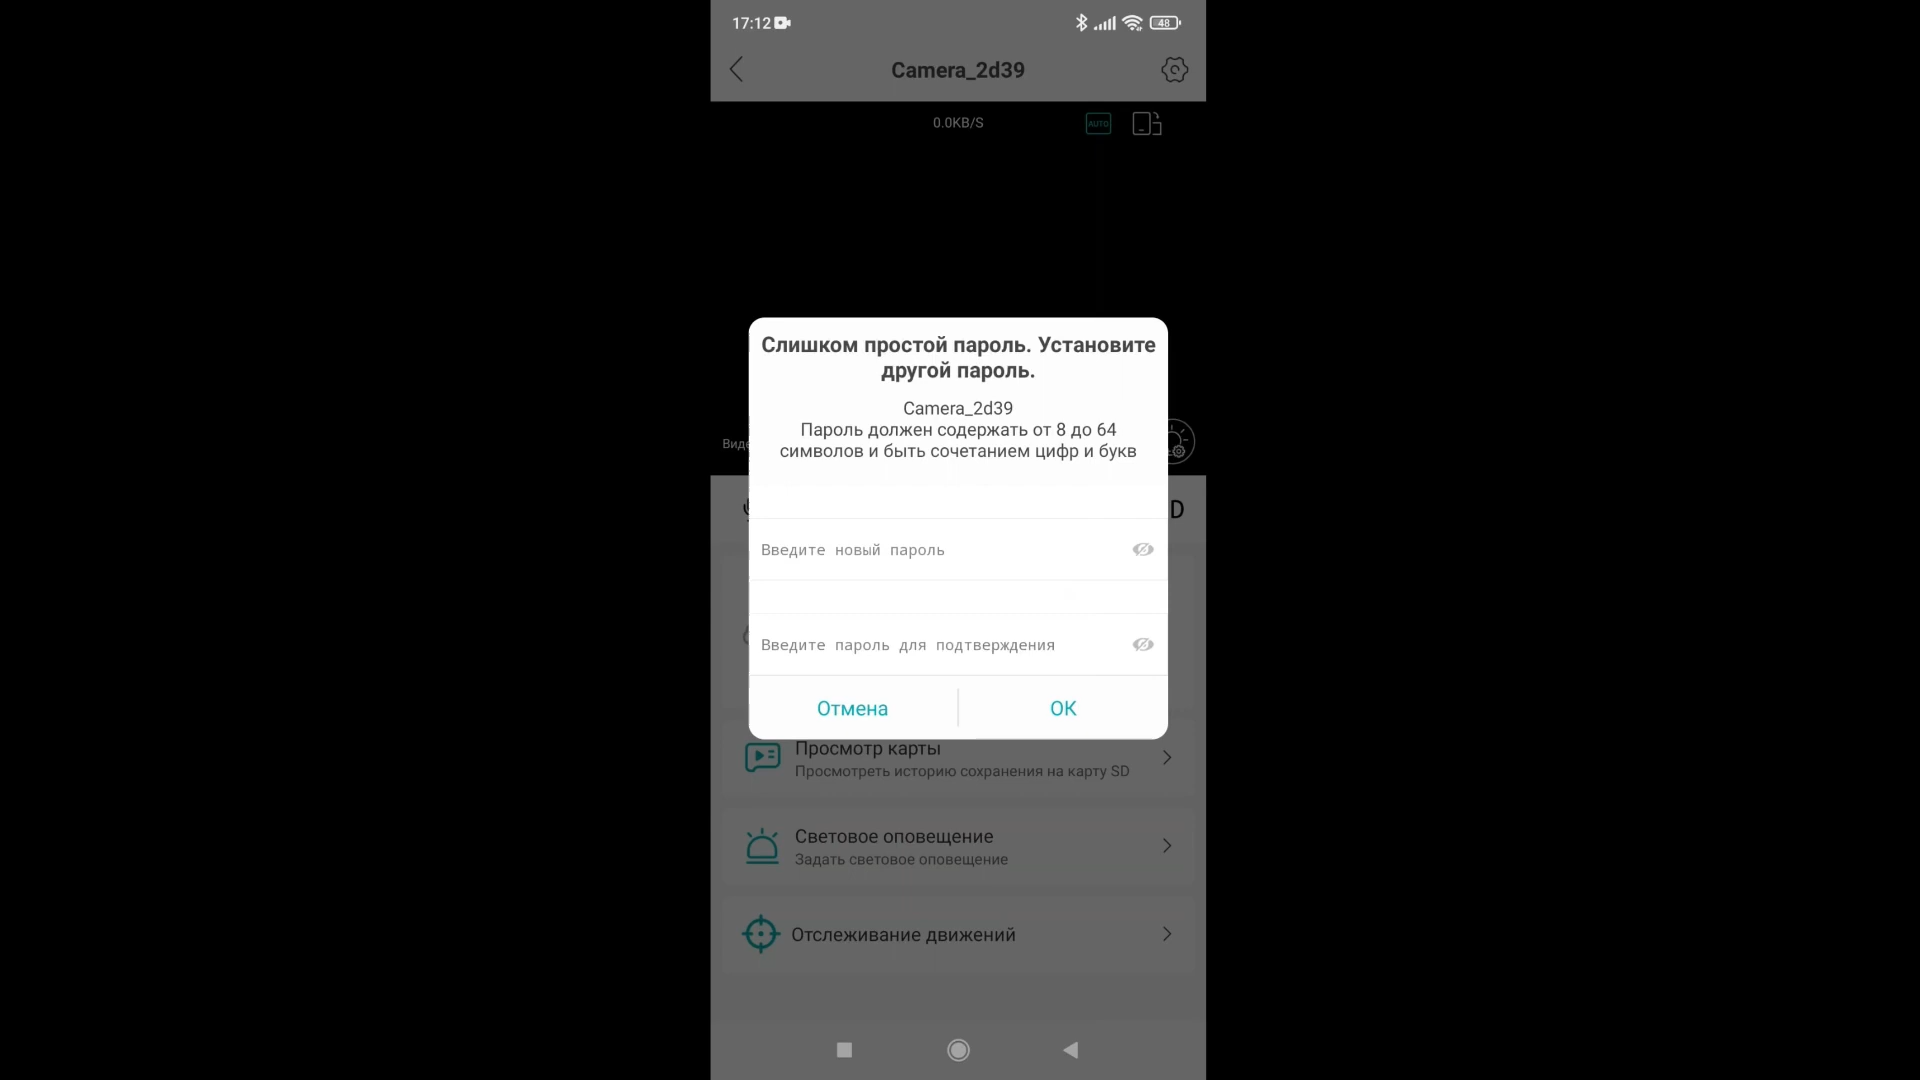 17:12
48
Camera_2d39
0.0KB/S
AUTO
Слишком простой пароль. Установите
другой пароль.
Camera_2d39
Пароль должен содержать от 8 до 64
символов и быть сочетанием цифр и букв
Введите новый пароль
Введите пароль для подтверждения
Отмена
ОК
Просмотр карты
Просмотреть историю сохранения на карту SD
Световое оповещение
Задать световое оповещение
Отслеживание движений